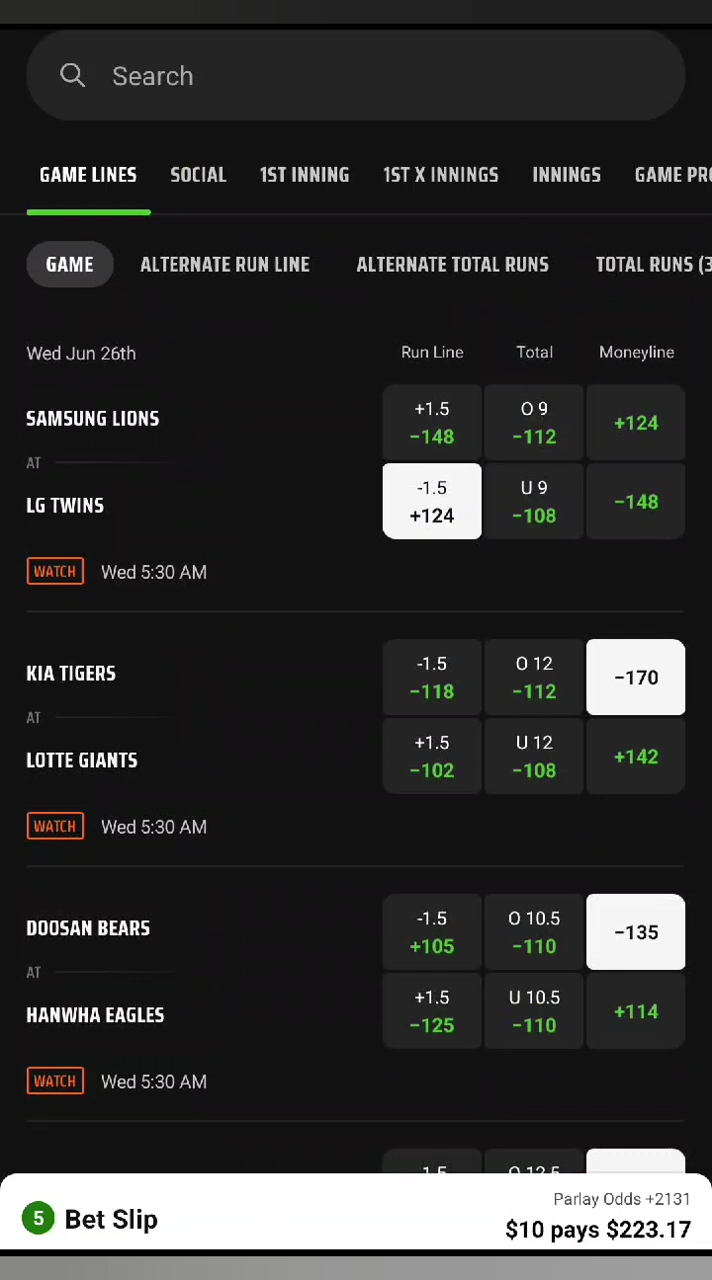 Search
GAME LINES SOCIAL 1ST INNING 1ST X INNINGS INNINGS GAME PRO
GAME ALTERNATE RUN LINE ALTERNATE TOTAL RUNS TOTAL RUNS (3
Wed Jun 26th Run Line Total Moneyline
SAMSUNG LIONS
+1.5 O 9 +124
−148 −112
AT
LG TWINS
-1.5 U 9 −148
+124 −108
WATCH Wed 5:30 AM
KIA TIGERS
-1.5 O 12 −170
−118 −112
AT
LOTTE GIANTS
+1.5 U 12 +142
−102 −108
WATCH Wed 5:30 AM
DOOSAN BEARS
-1.5 O 10.5 −135
+105 −110
AT
HANWHA EAGLES
+1.5 U 10.5 +114
−125 −110
WATCH Wed 5:30 AM
5 Bet Slip
Parlay Odds +2131
$10 pays $223.17